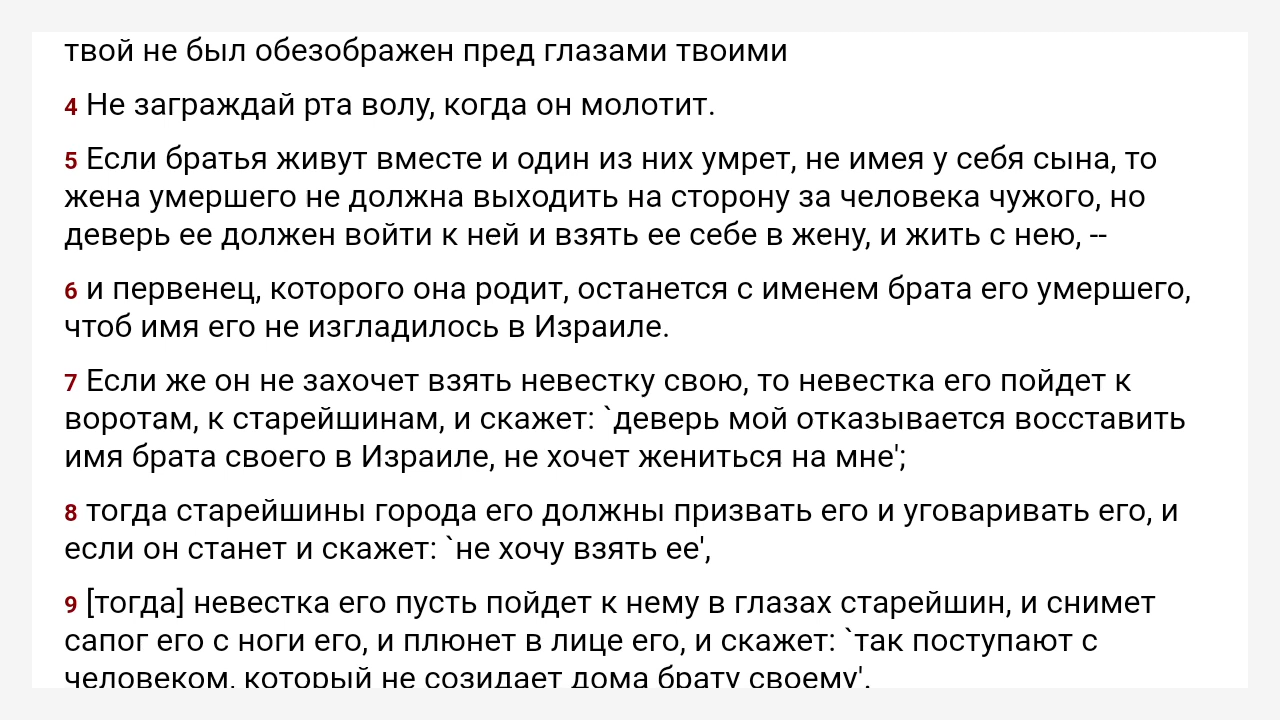 твой не был обезображен пред глазами твоими
4 Не заграждай рта волу, когда он молотит.
5 Если братья живут вместе и один из них умрет, не имея у себя сына, то
жена умершего не должна выходить на сторону за человека чужого, но
деверь ее должен войти к ней и взять ее себе в жену, и жить с нею, --
6 и первенец, которого она родит, останется с именем брата его умершего,
чтоб имя его не изгладилось в Израиле.
7 Если же он не захочет взять невестку свою, то невестка его пойдет к
воротам, к старейшинам, и скажет: `деверь мой отказывается восставить
имя брата своего в Израиле, не хочет жениться на мне';
8 тогда старейшины города его должны призвать его и уговаривать его, и
если он станет и скажет: `не хочу взять ее',
9 [тогда] невестка его пусть пойдет к нему в глазах старейшин, и снимет
сапог его с ноги его, и плюнет в лице его, и скажет: `так поступают с
человеком, который не созидает дома брату своему'.